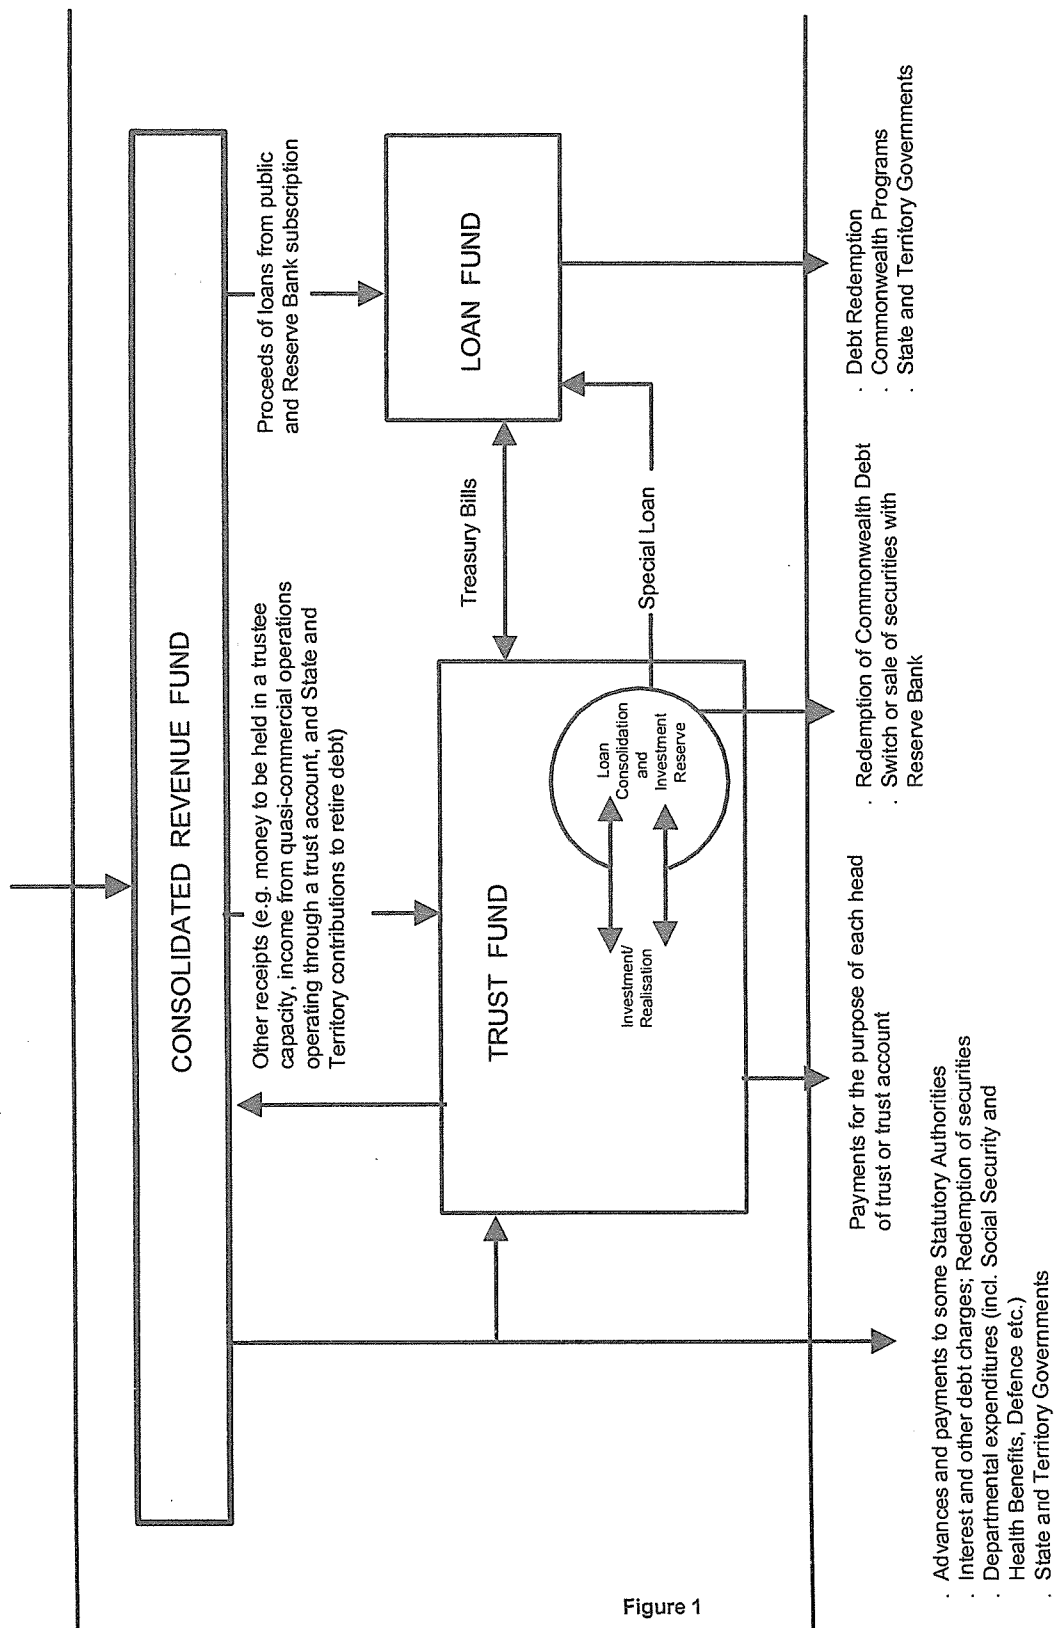 CONSOLIDATED REVENUE FUND
Other receipts (e.g. money to be held in a trustee
capacity, income from quasi-commercial operations
operating through a trust account, and State and
Territory contributions to retire debt)
Proceeds of loans from public
and Reserve Bank subscription
TRUST FUND
Investment/
Realisation
Loan
Consolidation
and
Investment
Reserve
Treasury Bills
Special Loan
LOAN FUND
. Advances and payments to some Statutory Authorities
. Interest and other debt charges; Redemption of securities
. Departmental expenditures (incl. Social Security and
Health Benefits, Defence etc.)
. State and Territory Governments
Payments for the purpose of each head
of trust or trust account
. Redemption of Commonwealth Debt
. Switch or sale of securities with
Reserve Bank
. Debt Redemption
. Commonwealth Programs
. State and Territory Governments
Figure 1